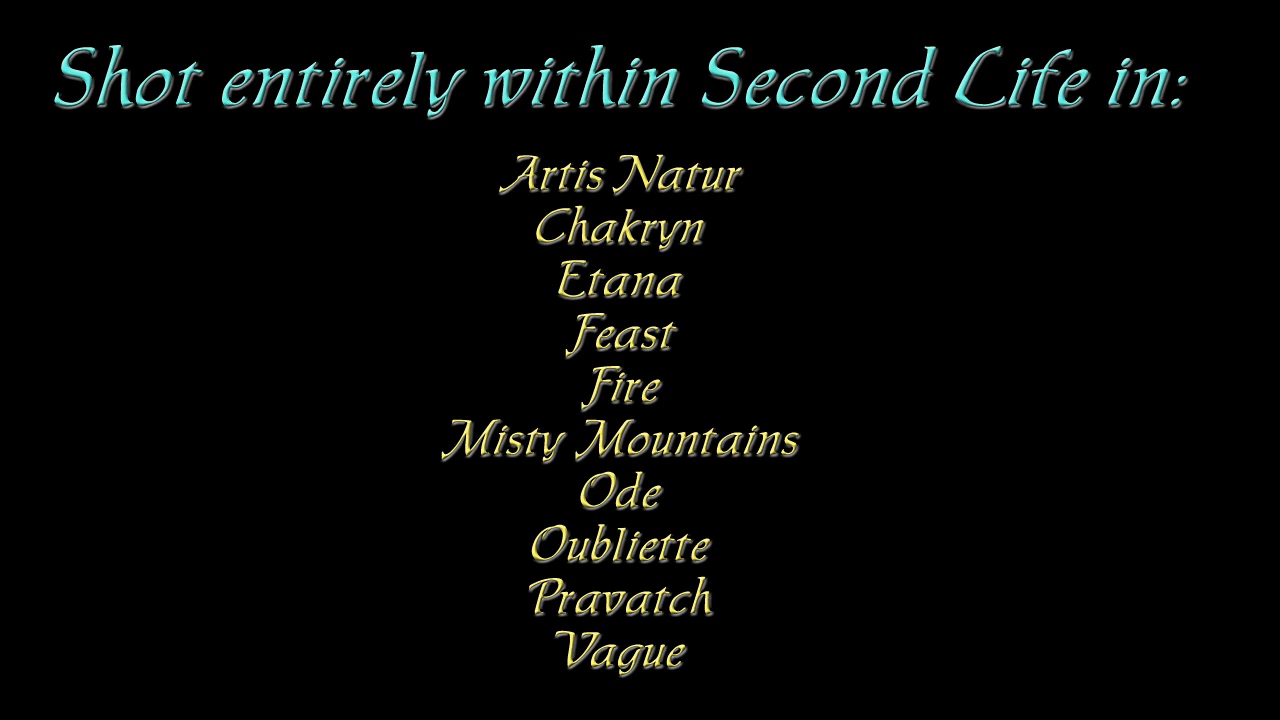 Shot entirely within Second Life in:
Artis Natur
Chakryn
Etana
Feast
Fire
Misty Mountains
Ode
Oubliette
Pravatch
Vague